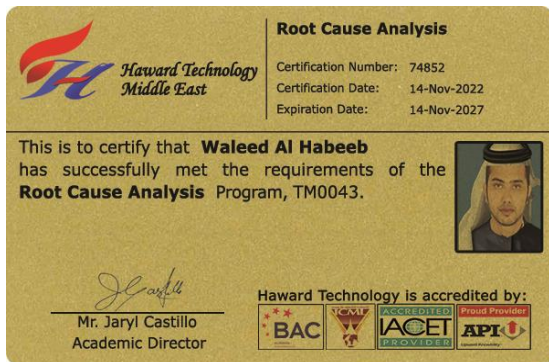 Haward Technology
Middle East
Root Cause Analysis
Certification Number: 74852
Certification Date: 14-Nov-2022
Expiration Date: 14-Nov-2027
This is to certify that Waleed Al Habeeb
has successfully met the requirements of the
Root Cause Analysis Program, TM0043.
Mr. Jaryl Castillo
Academic Director
Haward Technology is accredited by:
BAC
TCMI
ACCREDITED
IACET
PROVIDER
Proud Provider
API